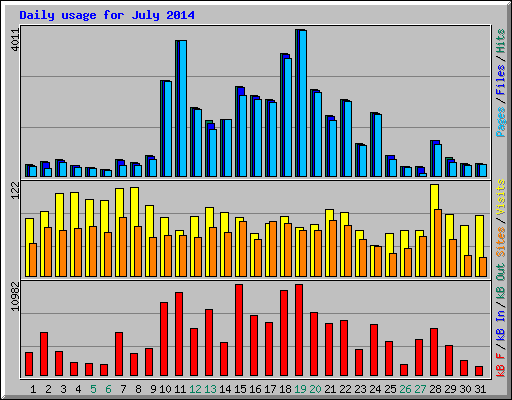 Daily usage for July 2014
4011
Pages / Files / Hits
122
Sites / Visits
10982
kB F / kB In / kB Out
1 2 3 4 5 6 7 8 9 10 11 12 13 14 15 16 17 18 19 20 21 22 23 24 25 26 27 28 29 30 31